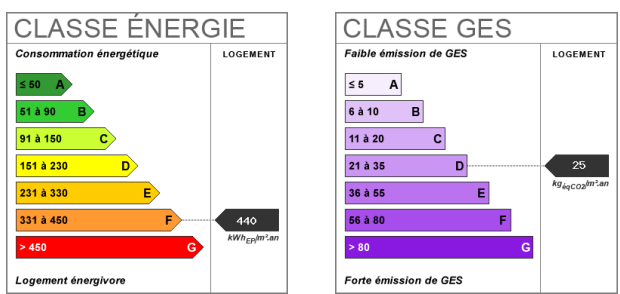 CLASSE ÉNERGIE
Consommation énergétique
LOGEMENT
≤ 50 A
51 à 90 B
91 à 150 C
151 à 230 D
231 à 330 E
331 à 450 F
440
kWhEP/m².an
> 450 G
Logement énergivore
CLASSE GES
Faible émission de GES
LOGEMENT
≤ 5 A
6 à 10 B
11 à 20 C
21 à 35 D
25
kgéqCO2/m².an
36 à 55 E
56 à 80 F
> 80 G
Forte émission de GES